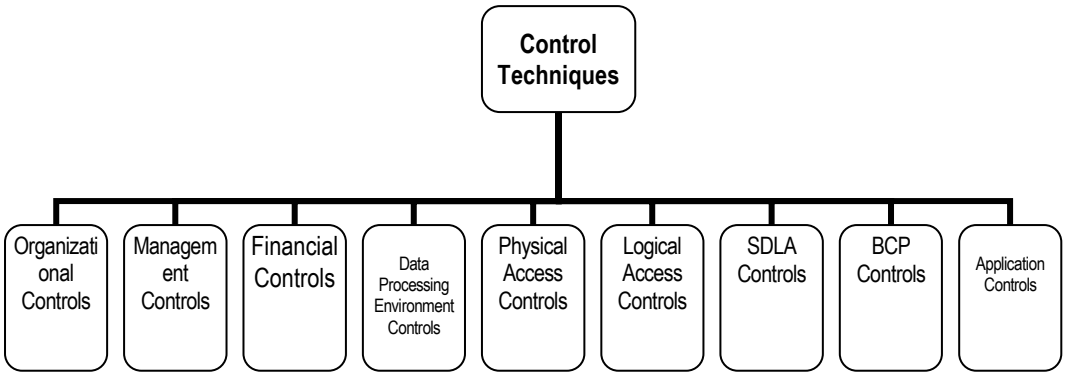 Control
Techniques
Organizati
onal
Controls
Managem
ent
Controls
Financial
Controls
Data
Processing
Environment
Controls
Physical
Access
Controls
Logical
Access
Controls
SDLA
Controls
BCP
Controls
Application
Controls